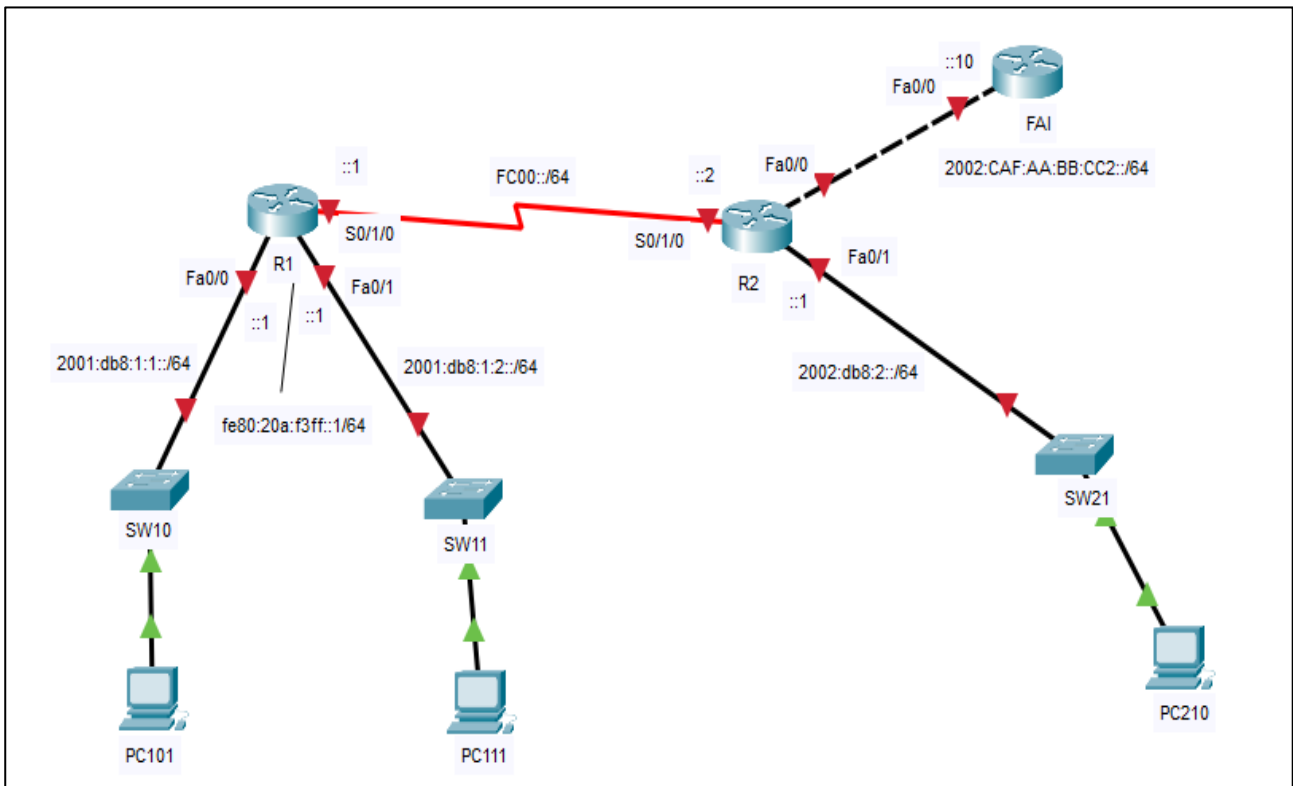 ::10
Fa0/0
FAI
2002:CAF:AA:BB:CC2::/64
Fa0/0
::1
FC00::/64
::2
S0/1/0
S0/1/0
R1
R2
Fa0/0
Fa0/1
Fa0/1
::1
::1
::1
2001:db8:1:1::/64
2001:db8:1:2::/64
2002:db8:2::/64
fe80:20a:f3ff::1/64
SW10
SW11
SW21
PC101
PC111
PC210